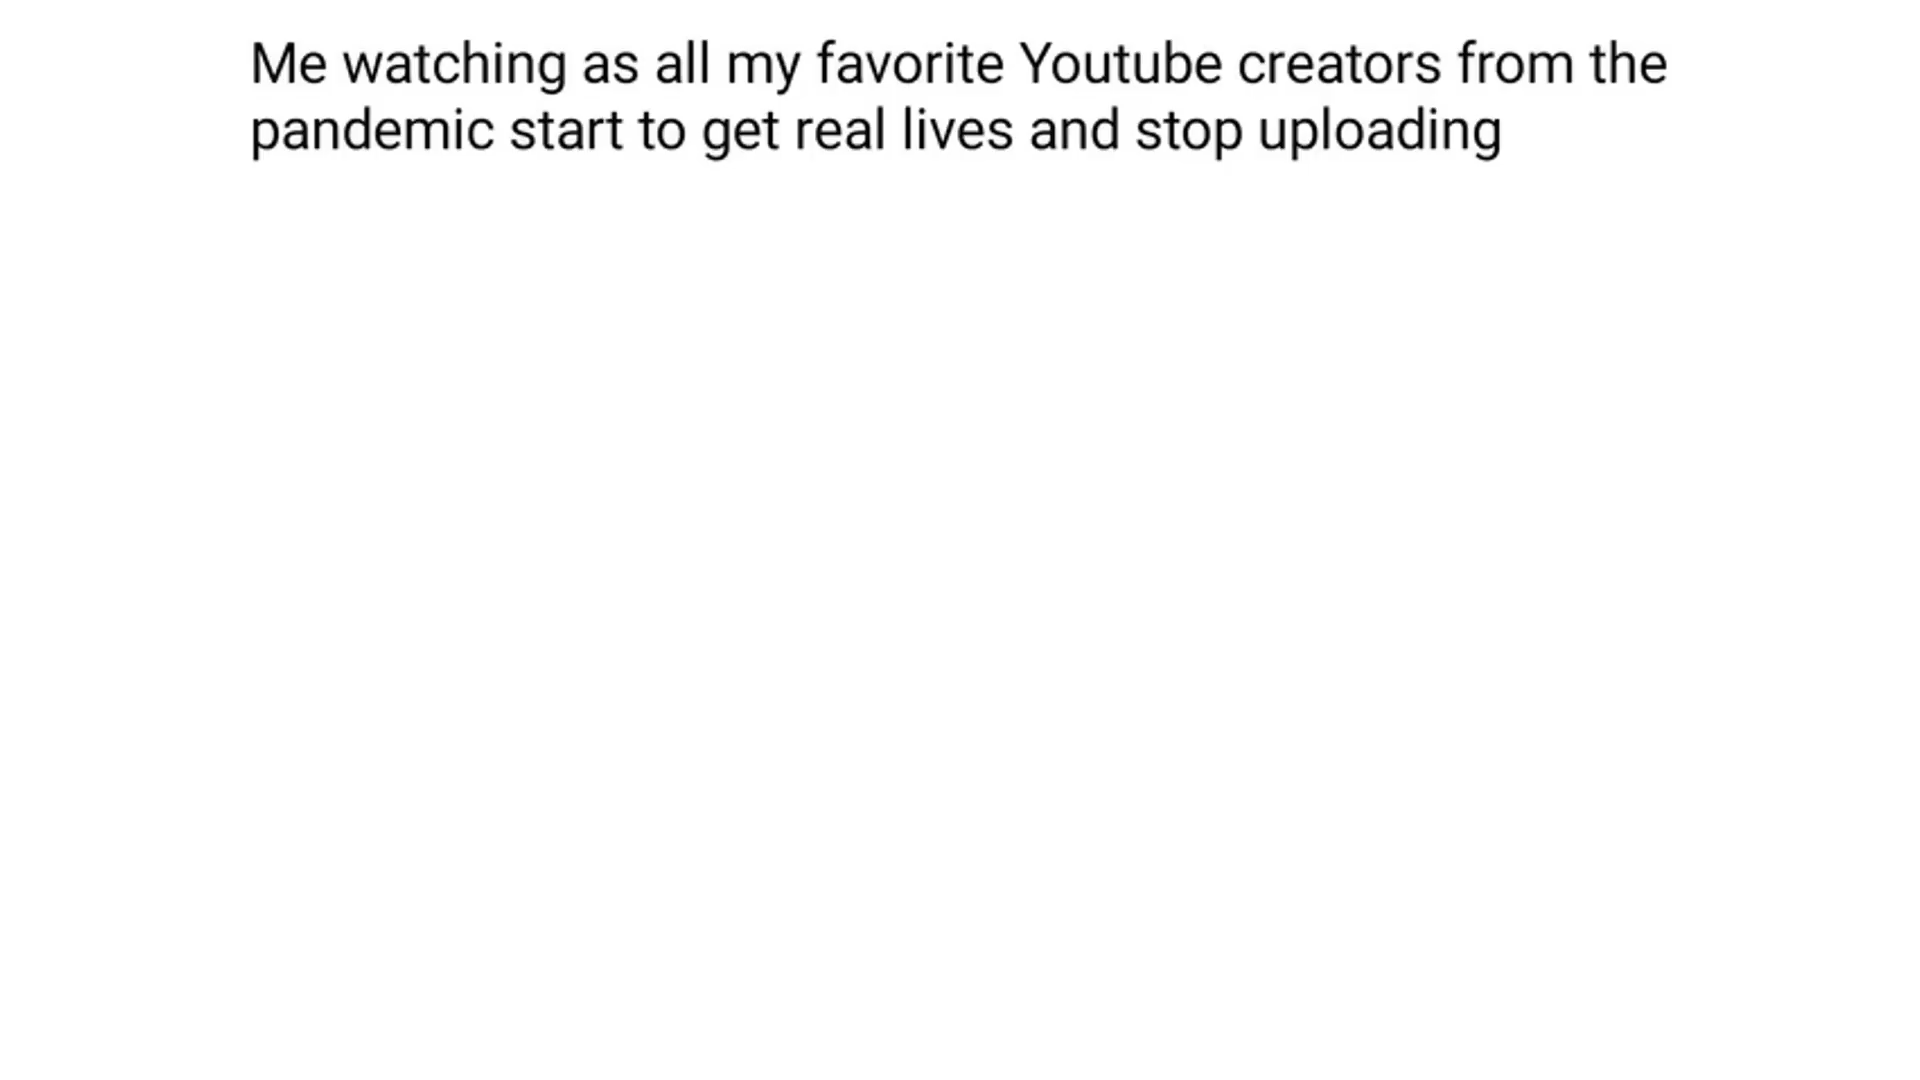 Me watching as all my favorite Youtube creators from the
pandemic start to get real lives and stop uploading